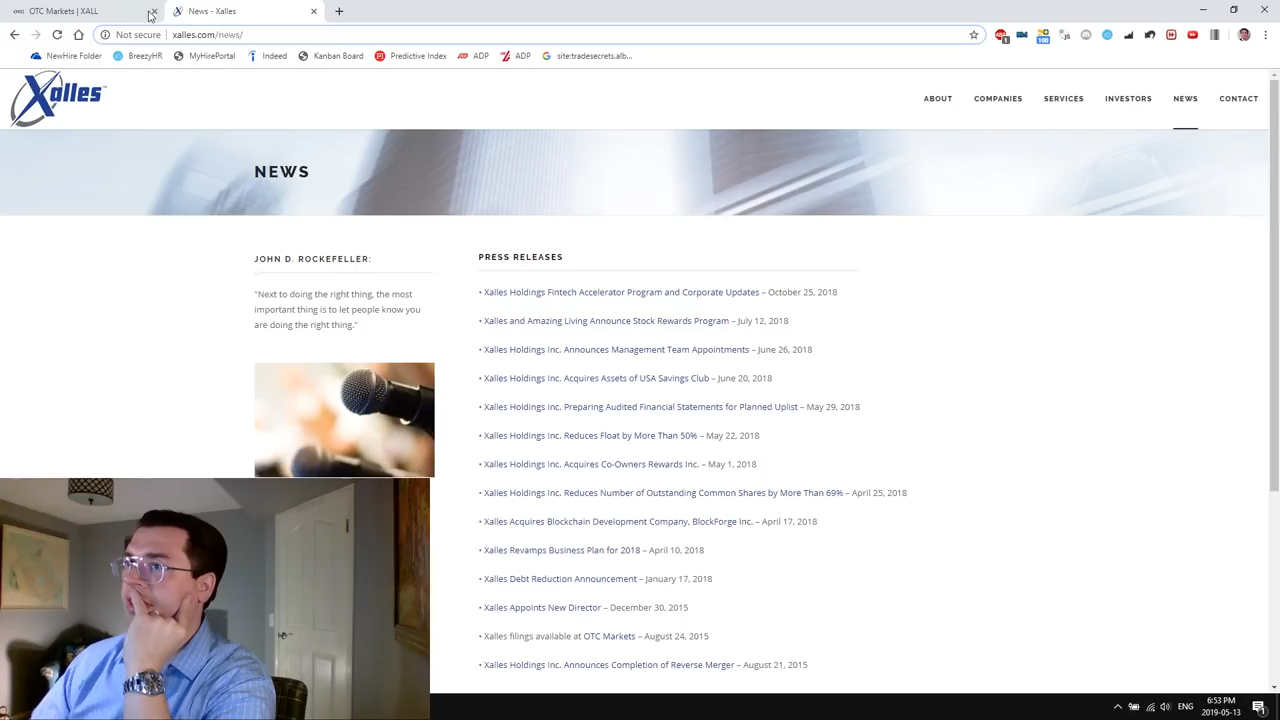 OTC Markets | XALL
News - Xalles
Not secure | xalles.com/news/
NewHire Folder
BreezyHR
MyHirePortal
Indeed
Kanban Board
Predictive Index
ADP
ADP
site:tradesecrets.alb...
1
100
Xalles™
ABOUT
COMPANIES
SERVICES
INVESTORS
NEWS
CONTACT
NEWS
JOHN D. ROCKEFELLER:
"Next to doing the right thing, the most
important thing is to let people know you
are doing the right thing."
PRESS RELEASES
• Xalles Holdings Fintech Accelerator Program and Corporate Updates – October 25, 2018
• Xalles and Amazing Living Announce Stock Rewards Program – July 12, 2018
• Xalles Holdings Inc. Announces Management Team Appointments – June 26, 2018
• Xalles Holdings Inc. Acquires Assets of USA Savings Club – June 20, 2018
• Xalles Holdings Inc. Preparing Audited Financial Statements for Planned Uplist – May 29, 2018
• Xalles Holdings Inc. Reduces Float by More Than 50% – May 22, 2018
• Xalles Holdings Inc. Acquires Co-Owners Rewards Inc. – May 1, 2018
• Xalles Holdings Inc. Reduces Number of Outstanding Common Shares by More Than 69% – April 25, 2018
• Xalles Acquires Blockchain Development Company, BlockForge Inc. – April 17, 2018
• Xalles Revamps Business Plan for 2018 – April 10, 2018
• Xalles Debt Reduction Announcement – January 17, 2018
• Xalles Appoints New Director – December 30, 2015
• Xalles filings available at OTC Markets – August 24, 2015
• Xalles Holdings Inc. Announces Completion of Reverse Merger – August 21, 2015
ENG
6:53 PM
2019-05-13